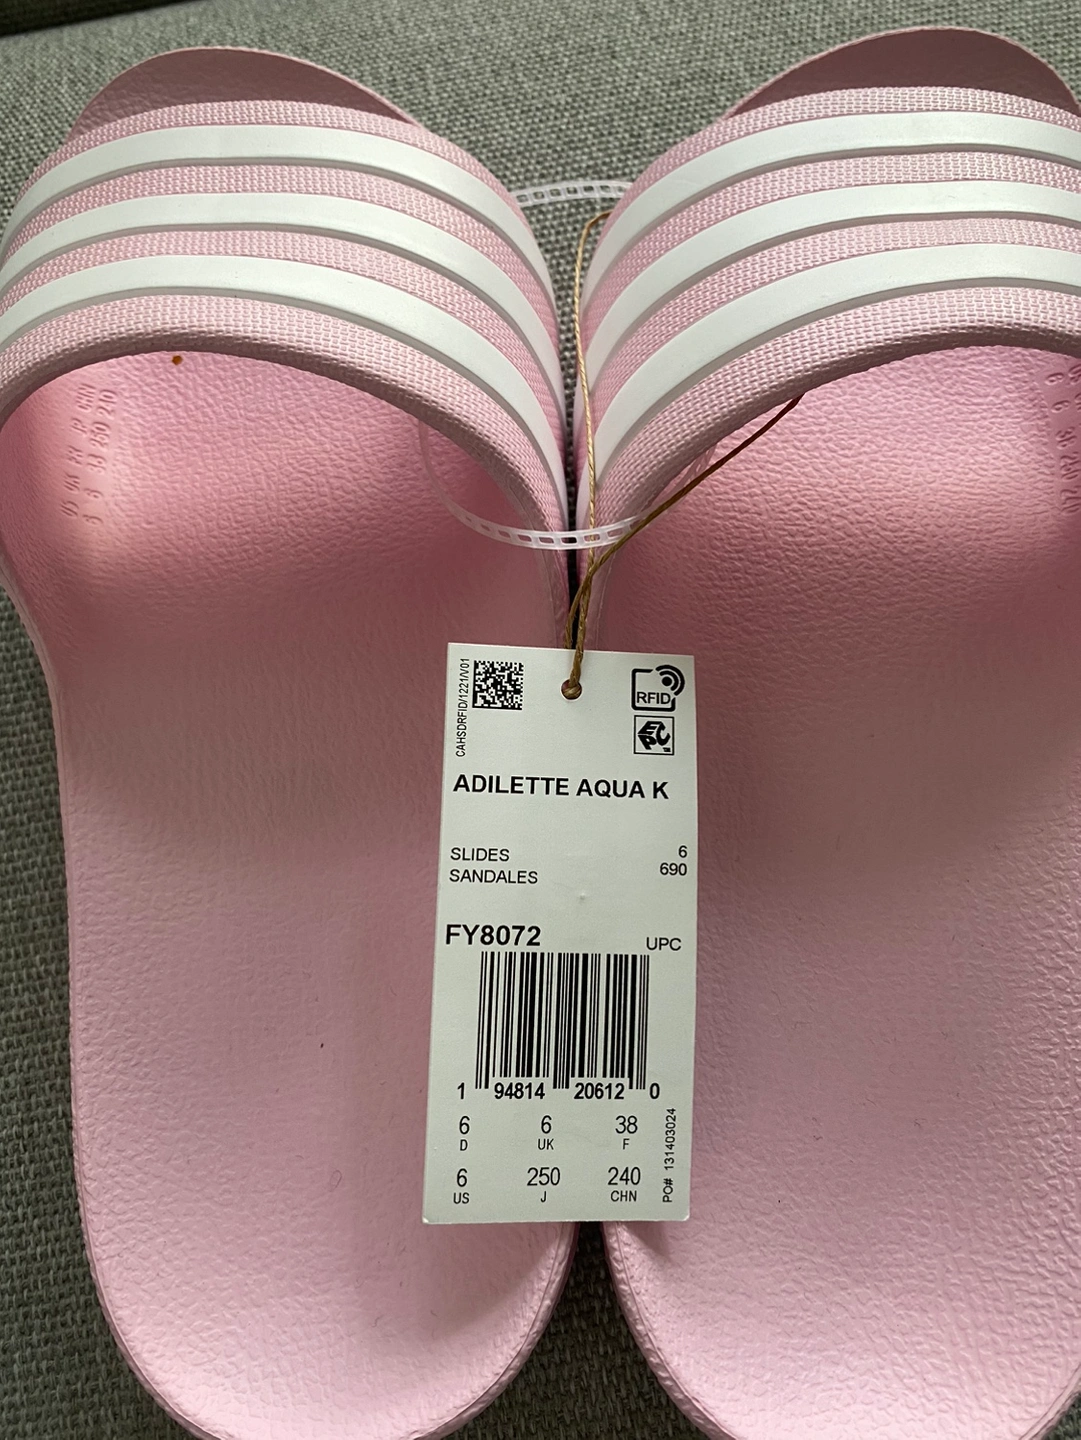 CAHSDRFID/1221/V01
RFID
EPC
ADILETTE AQUA K
SLIDES 6
SANDALES 690
FY8072 UPC
1 94814 20612 0
6 6 38
D UK F
6 250 240
US J CHN
PO# 131403024